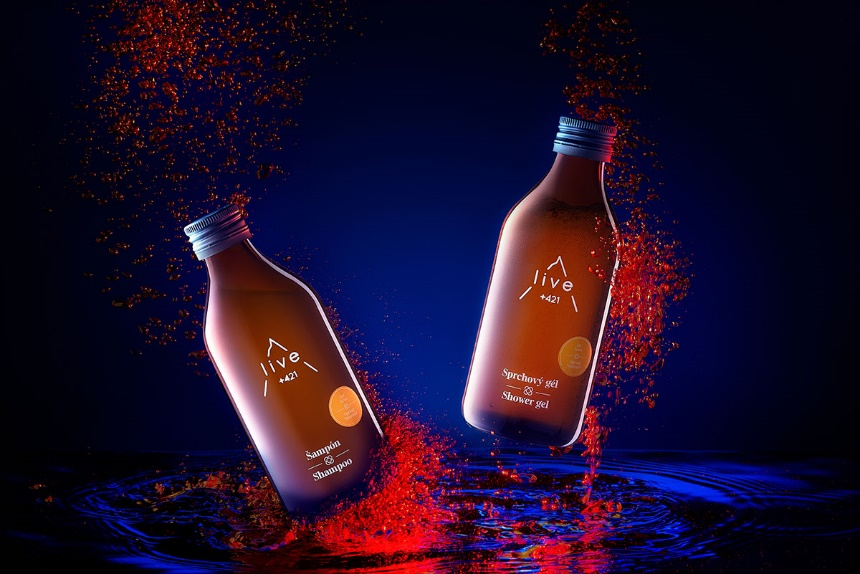 live
+421
Šampón
Shampoo
live
+421
Sprchový gél
Shower gel